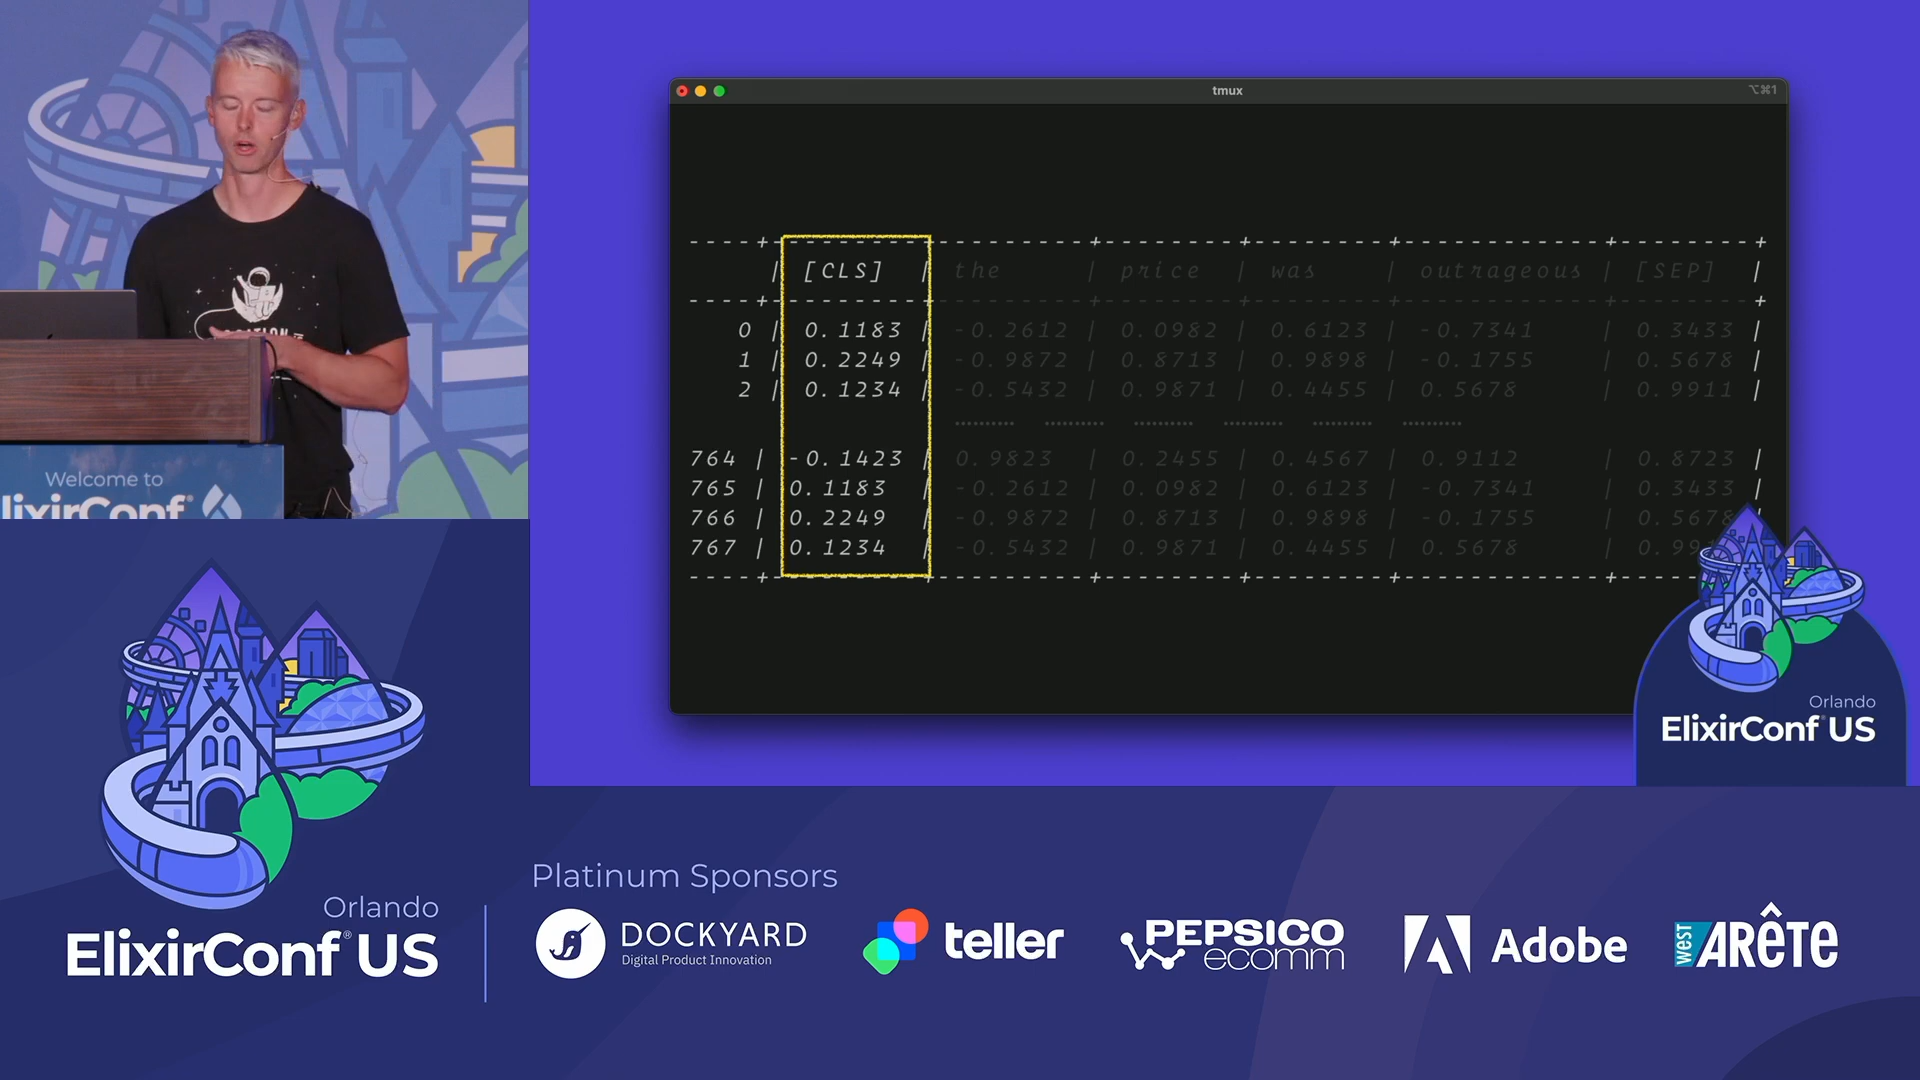 tmux
⌥⌘1
[CLS] | the | price | was | outrageous | [SEP] |
0 | 0.1183 | -0.2612 | 0.0982 | 0.6123 | -0.7341 | 0.3433 |
1 | 0.2249 | -0.9872 | 0.8713 | 0.9898 | -0.1755 | 0.5678 |
2 | 0.1234 | -0.5432 | 0.9871 | 0.4455 | 0.5678 | 0.9911 |
764 | -0.1423 | 0.9823 | 0.2455 | 0.4567 | 0.9112 | 0.8723 |
765 | 0.1183 | -0.2612 | 0.0982 | 0.6123 | -0.7341 | 0.3433 |
766 | 0.2249 | -0.9872 | 0.8713 | 0.9898 | -0.1755 | 0.5678
767 | 0.1234 | -0.5432 | 0.9871 | 0.4455 | 0.5678 | 0.99
Welcome to
lixirConf
Orlando
ElixirConf US
Orlando
ElixirConf® US
Platinum Sponsors
DOCKYARD
Digital Product Innovation
teller
PEPSICO
ecomm
Adobe
west ARÊTE